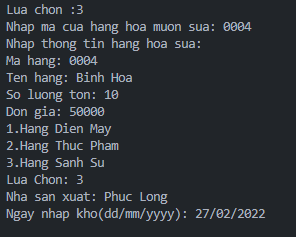 Lua chon :3
Nhap ma cua hang hoa muon sua: 0004
Nhap thong tin hang hoa sua:
Ma hang: 0004
Ten hang: Binh Hoa
So luong ton: 10
Don gia: 50000
1.Hang Dien May
2.Hang Thuc Pham
3.Hang Sanh Su
Lua Chon: 3
Nha san xuat: Phuc Long
Ngay nhap kho(dd/mm/yyyy): 27/02/2022